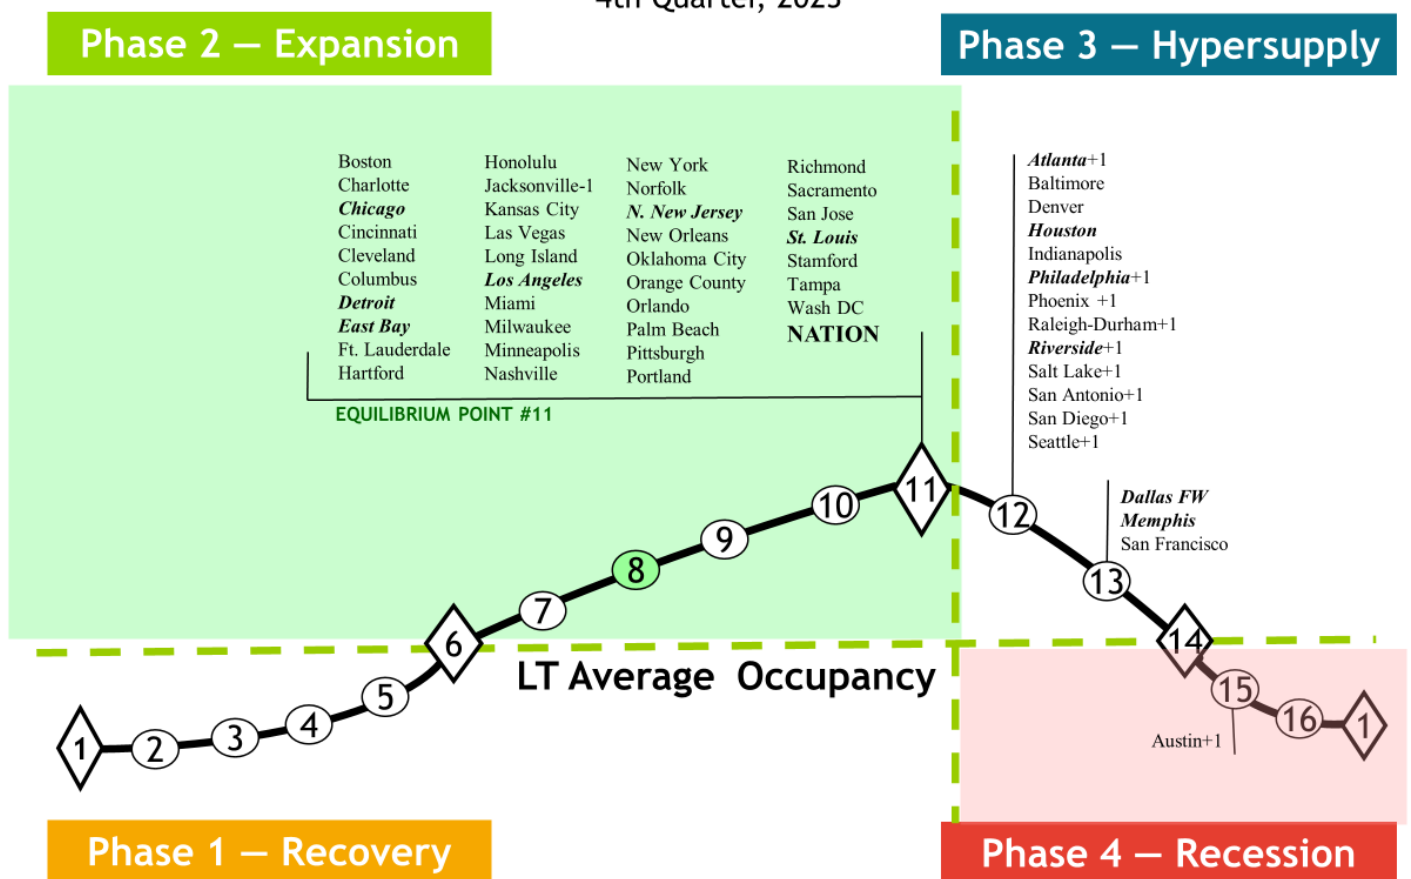 4th Quarter, 2023
Phase 2 — Expansion
Phase 3 — Hypersupply
Boston
Charlotte
Chicago
Cincinnati
Cleveland
Columbus
Detroit
East Bay
Ft. Lauderdale
Hartford
Honolulu
Jacksonville-1
Kansas City
Las Vegas
Long Island
Los Angeles
Miami
Milwaukee
Minneapolis
Nashville
New York
Norfolk
N. New Jersey
New Orleans
Oklahoma City
Orange County
Orlando
Palm Beach
Pittsburgh
Portland
Richmond
Sacramento
San Jose
St. Louis
Stamford
Tampa
Wash DC
NATION
EQUILIBRIUM POINT #11
Atlanta+1
Baltimore
Denver
Houston
Indianapolis
Philadelphia+1
Phoenix +1
Raleigh-Durham+1
Riverside+1
Salt Lake+1
San Antonio+1
San Diego+1
Seattle+1
Dallas FW
Memphis
San Francisco
1
2
3
4
5
6
7
8
9
10
11
12
13
14
15
16
1
LT Average Occupancy
Austin+1
Phase 1 — Recovery
Phase 4 — Recession